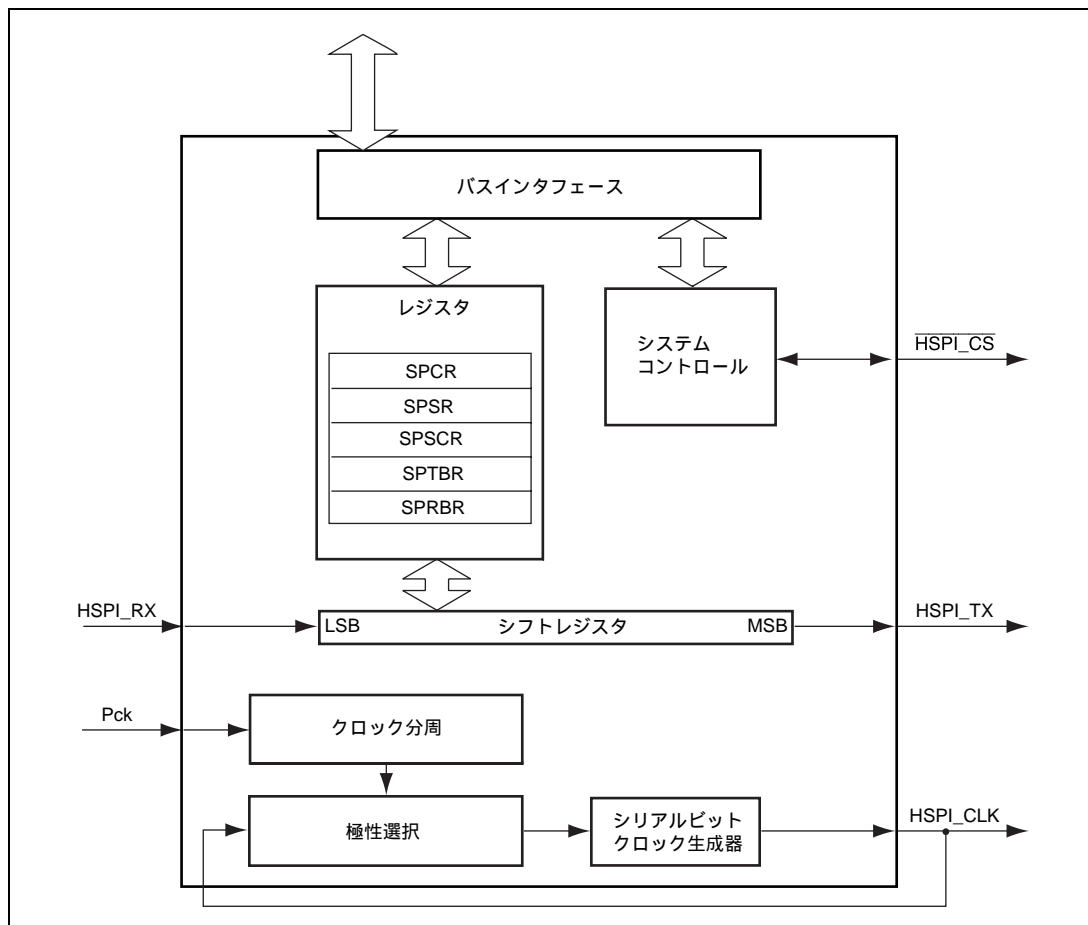 バスインタフェース
レジスタ
SPCR
SPSR
SPSCR
SPTBR
SPRBR
システム
コントロール
HSPI_CS
HSPI_RX
LSB
シフトレジスタ
MSB
HSPI_TX
Pck
クロック分周
極性選択
シリアルビット
クロック生成器
HSPI_CLK